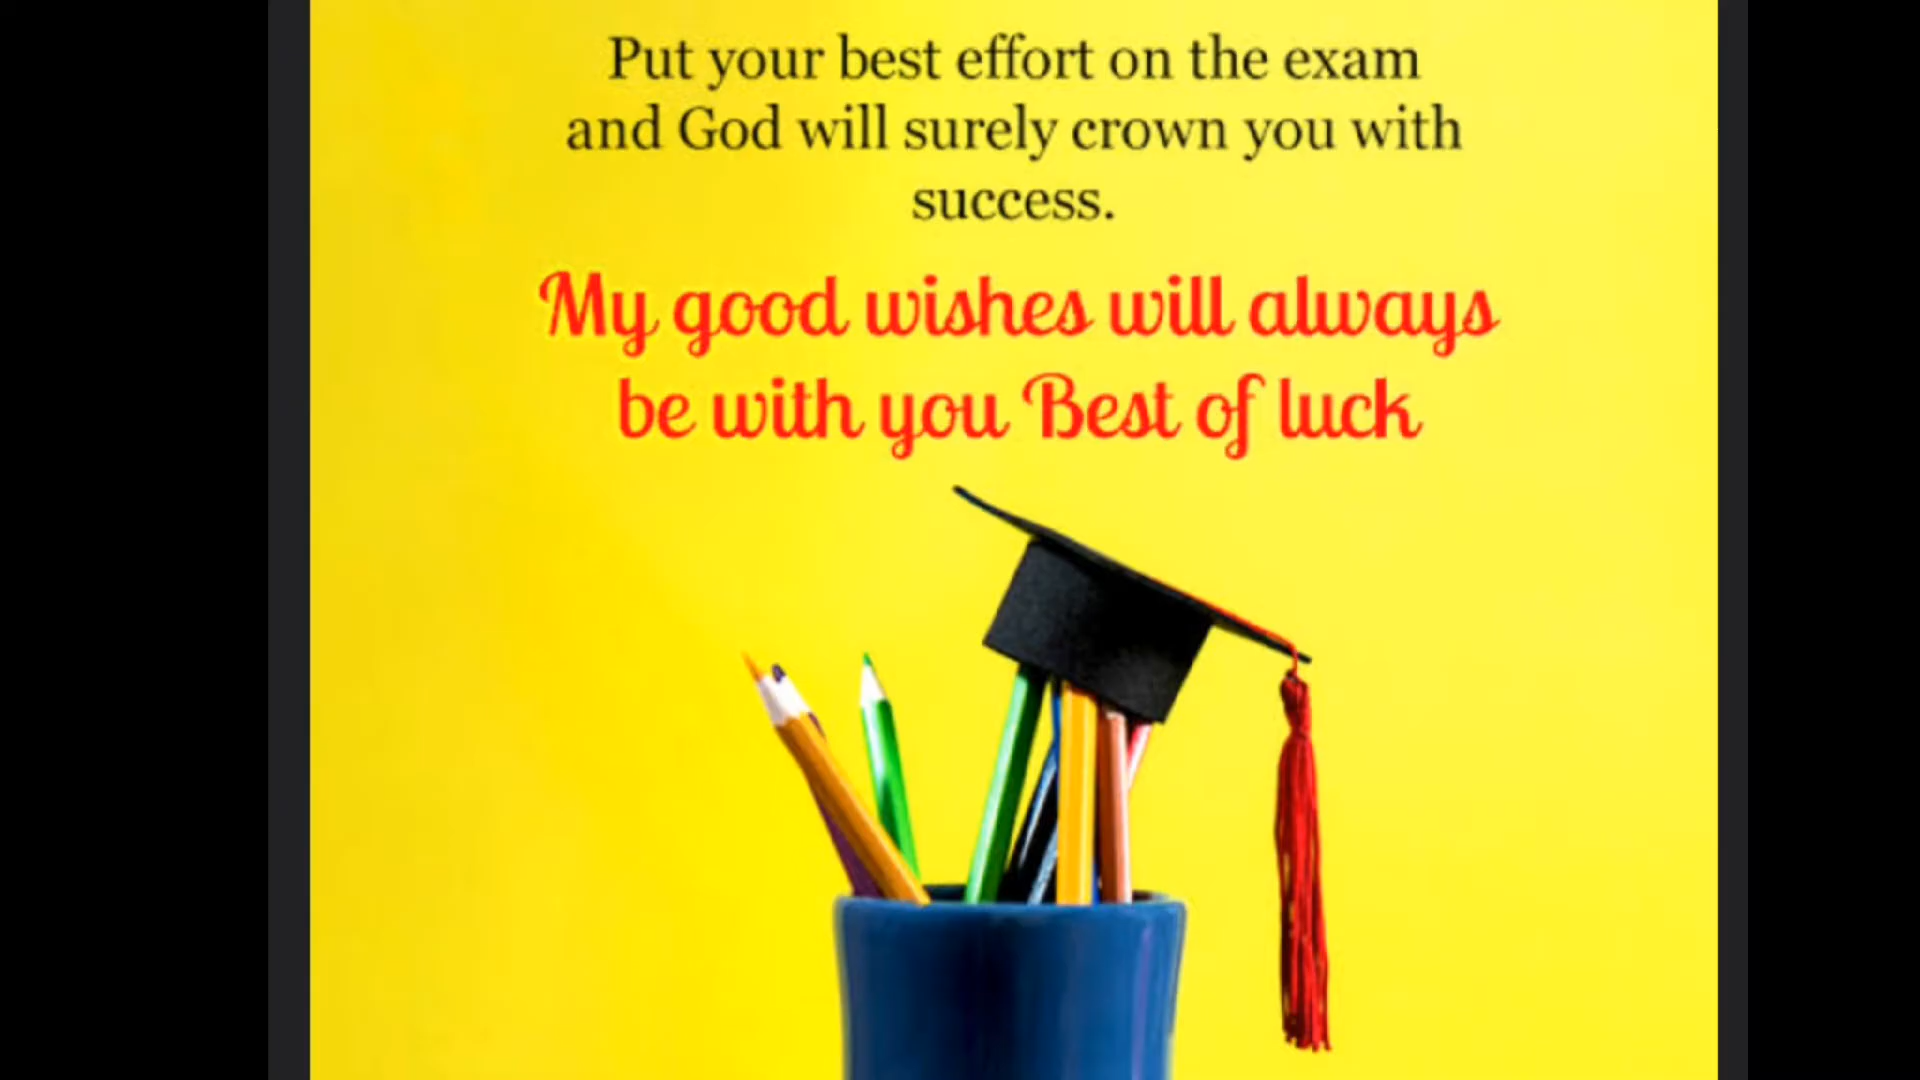 Put your best effort on the exam
and God will surely crown you with
success.
My good wishes will always
be with you Best of luck